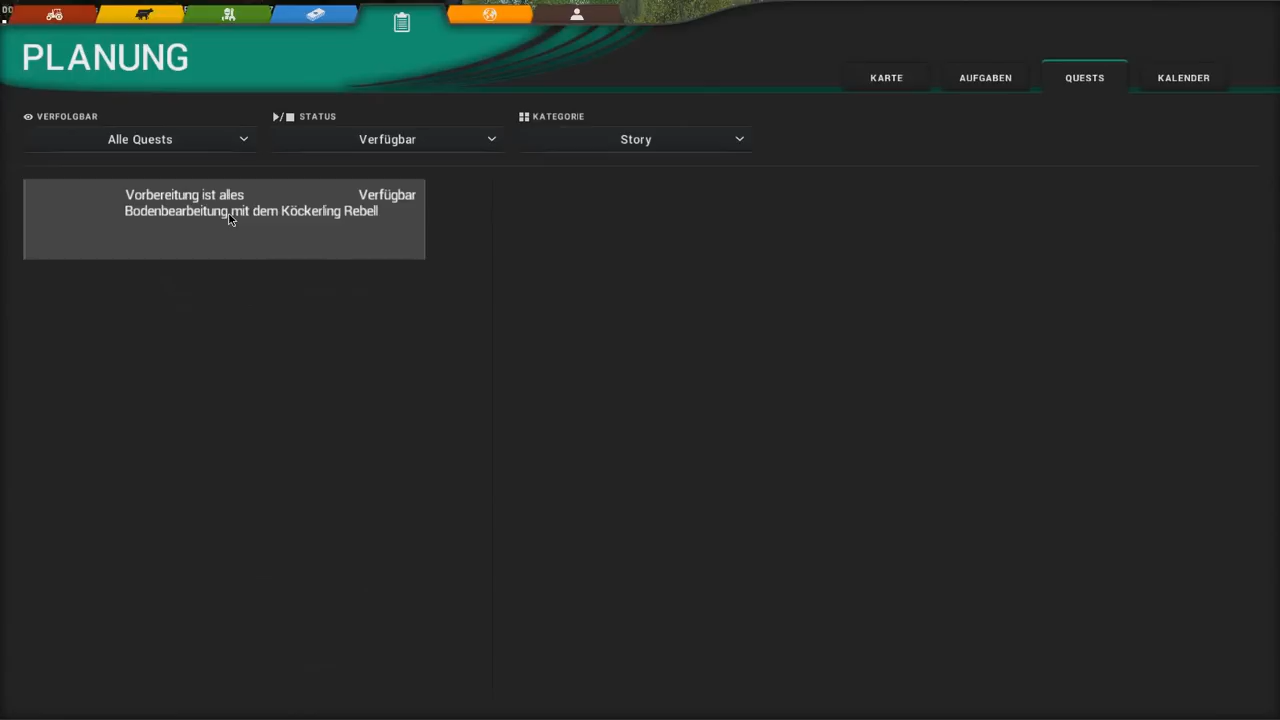 PLANUNG
KARTE
AUFGABEN
QUESTS
KALENDER
VERFOLGBAR
STATUS
KATEGORIE
Alle Quests
Verfügbar
Story
Vorbereitung ist alles
Verfügbar
Bodenbearbeitung mit dem Köckerling Rebell